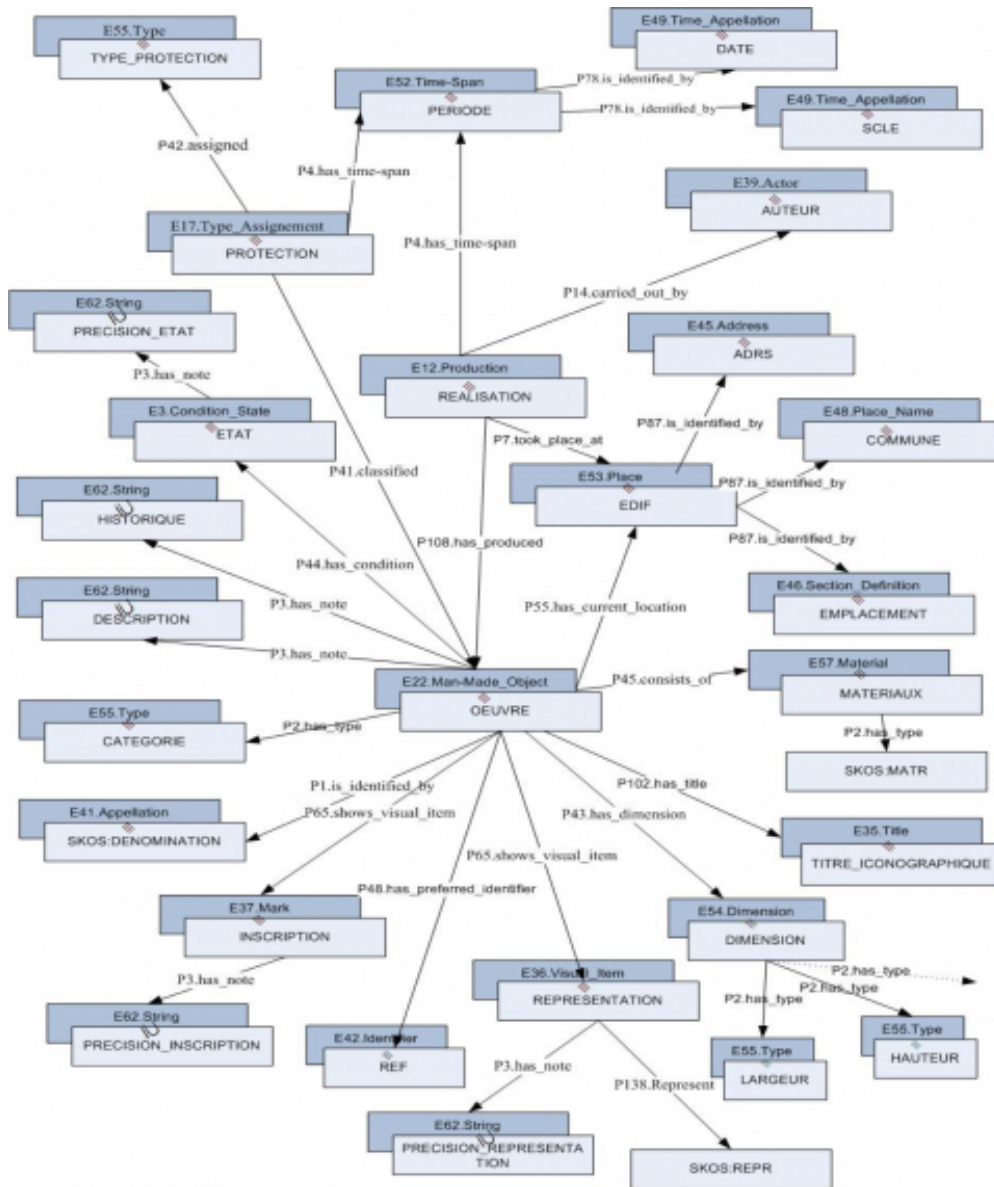 E55.Type
TYPE_PROTECTION
E49.Time_Appellation
DATE
P78.is_identified_by
E52.Time-Span
PERIODE
P78.is_identified_by
E49.Time_Appellation
SCLE
P42.assigned
P4.has_time-span
E39.Actor
AUTEUR
E17.Type_Assignement
PROTECTION
P4.has_time-span
P14.carried_out_by
E62.String
PRECISION_ETAT
E45.Address
ADRS
P3.has_note
E12.Production
REALISATION
E3.Condition_State
ETAT
E48.Place_Name
COMMUNE
P87.is_identified_by
P7.took_place_at
P41.classified
E53.Place
EDIF
P87.is_identified_by
E62.String
HISTORIQUE
P108.has_produced
P87.is_identified_by
P44.has_condition
E62.String
DESCRIPTION
E46.Section_Definition
EMPLACEMENT
P3.has_note
P55.has_current_location
P3.has_note
E22.Man-Made_Object
OEUVRE
P45.consists_of
E57.Material
MATERIAUX
E55.Type
CATEGORIE
P2.has_type
P2.has_type
SKOS:MATR
P1.is_identified_by
P102.has_title
P65.shows_visual_item
P43.has_dimension
E41.Appellation
SKOS:DENOMINATION
E35.Title
TITRE_ICONOGRAPHIQUE
P65.shows_visual_item
P48.has_preferred_identifier
E37.Mark
INSCRIPTION
E54.Dimension
DIMENSION
P3.has_note
E36.Visual_Item
REPRESENTATION
P2.has_type
P2.has_type
P2.has_type
E62.String
PRECISION_INSCRIPTION
E42.Identifier
REF
E55.Type
HAUTEUR
E55.Type
LARGEUR
P3.has_note
P138.Represent
E62.String
PRECISION_REPRESENTA
TION
SKOS:REPR